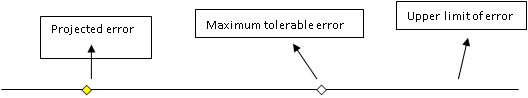 Projected error
Maximum tolerable error
Upper limit of error